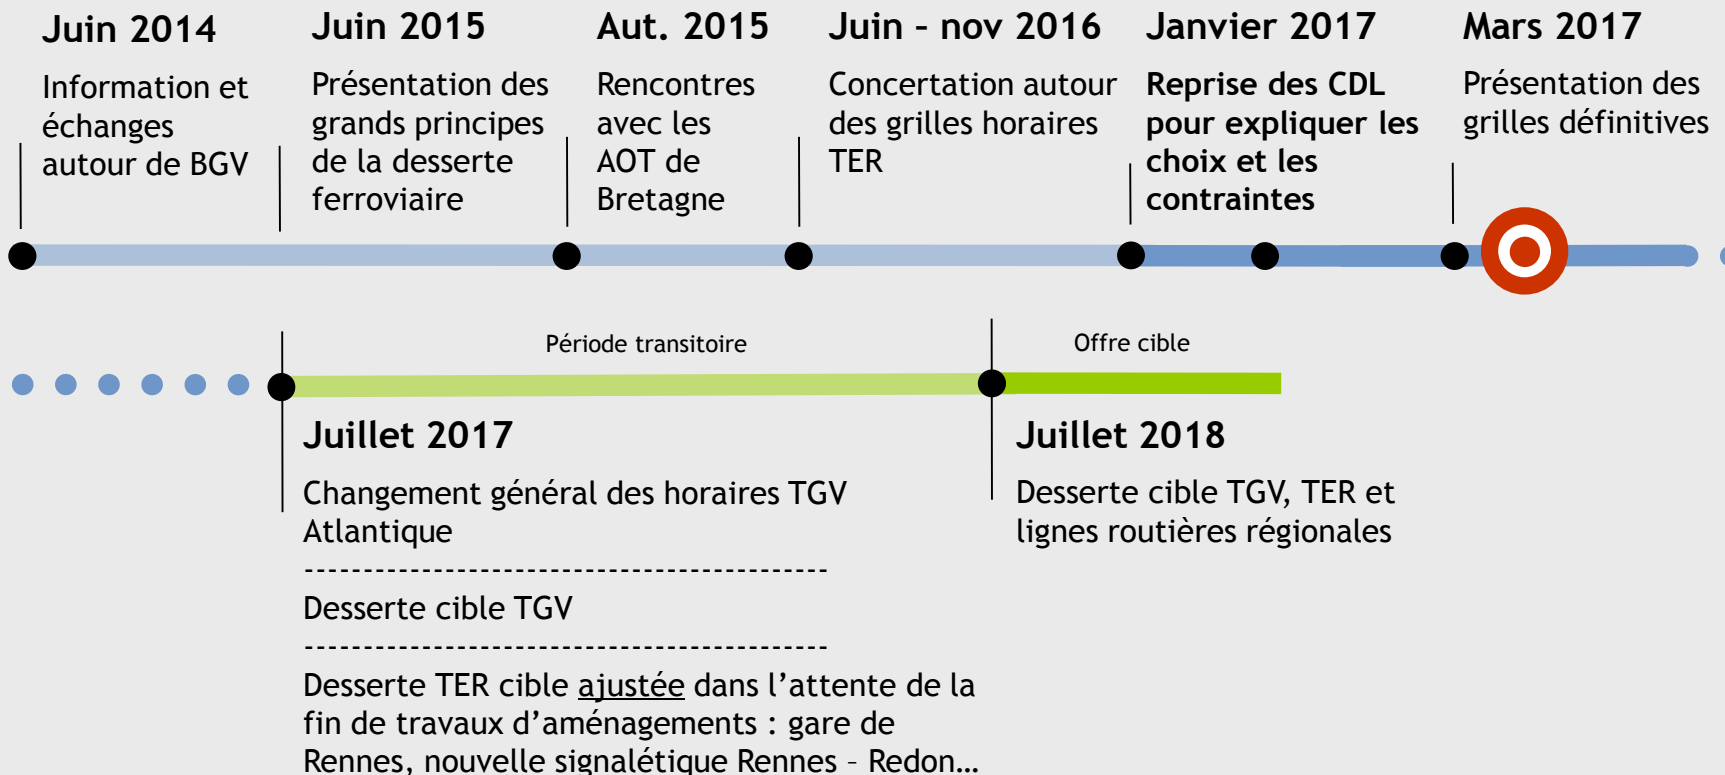 Juin 2014
Information et
échanges
autour de BGV
Juin 2015
Présentation des
grands principes
de la desserte
ferroviaire
Aut. 2015
Rencontres
avec les
AOT de
Bretagne
Juin – nov 2016
Concertation autour
des grilles horaires
TER
Janvier 2017
Reprise des CDL
pour expliquer les
choix et les
contraintes
Mars 2017
Présentation des
grilles définitives
Période transitoire
Offre cible
Juillet 2017
Changement général des horaires TGV
Atlantique
--------------------------------------------
Desserte cible TGV
--------------------------------------------
Desserte TER cible ajustée dans l’attente de la
fin de travaux d’aménagements : gare de
Rennes, nouvelle signalétique Rennes – Redon…
Juillet 2018
Desserte cible TGV, TER et
lignes routières régionales